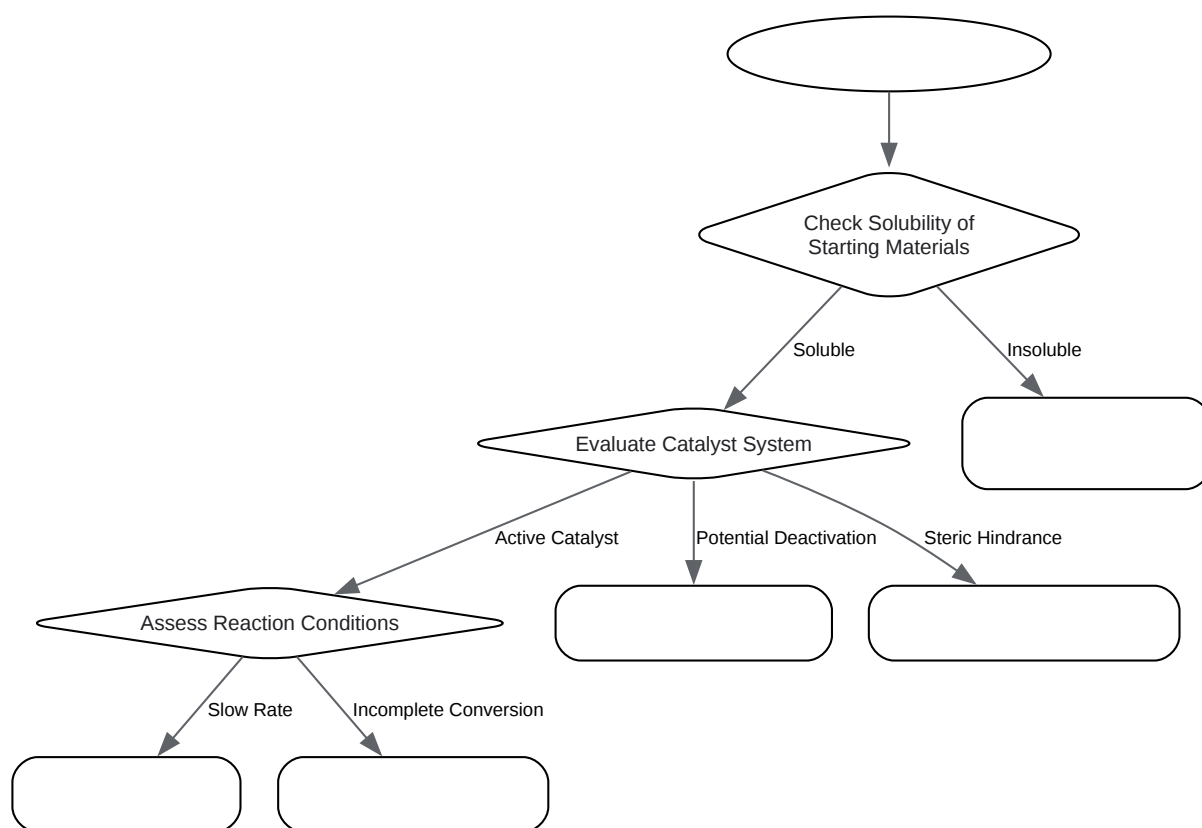 Check Solubility of
Starting Materials
Soluble
Insoluble
Evaluate Catalyst System
Active Catalyst
Potential Deactivation
Steric Hindrance
Assess Reaction Conditions
Slow Rate
Incomplete Conversion